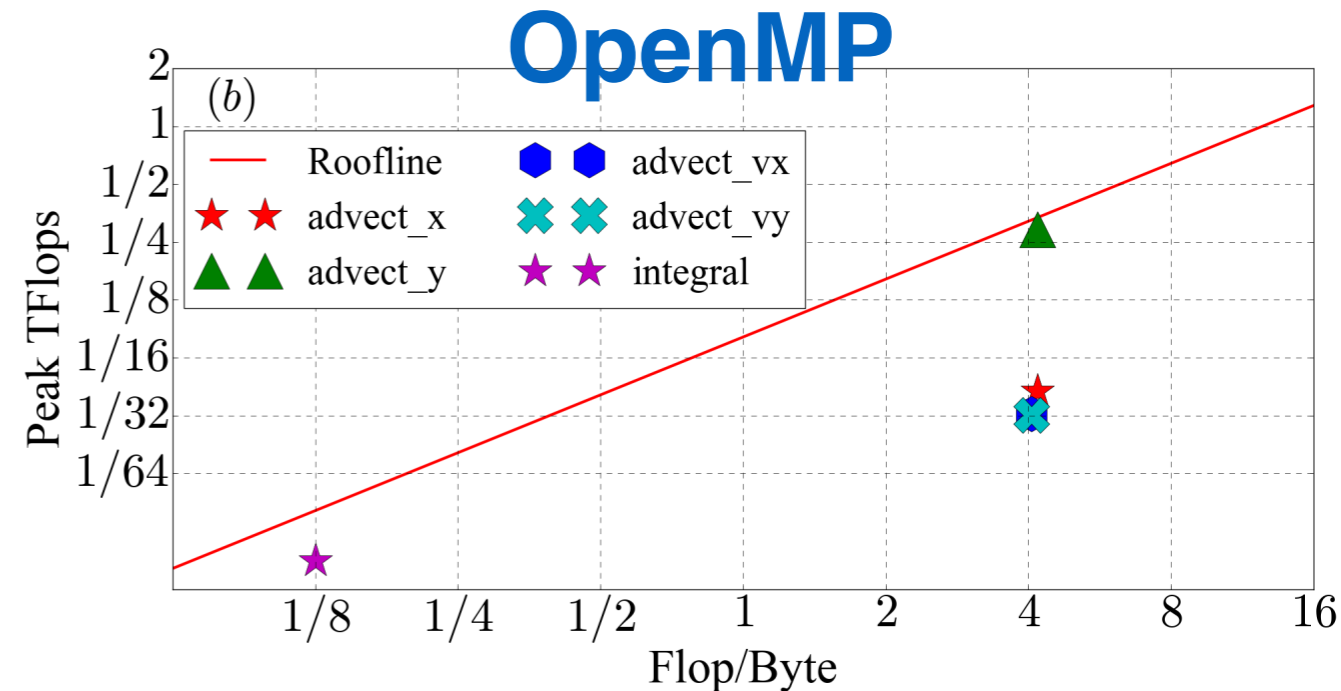 OpenMP
(b)
Roofline
advect_x
advect_y
advect_vx
advect_vy
integral
Peak TFlops
2
1
1/2
1/4
1/8
1/16
1/32
1/64
1/8 1/4 1/2 1 2 4 8 16
Flop/Byte